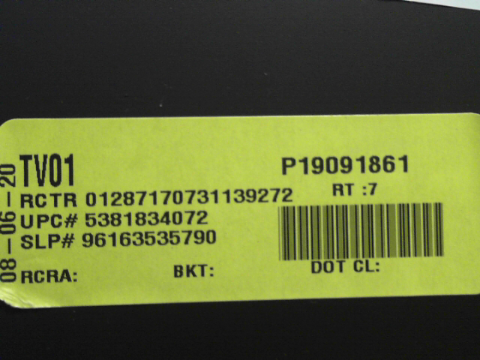 08-06-20
TV01
P19091861
RCTR 01287170731139272
RT :7
UPC# 5381834072
SLP# 96163535790
RCRA: BKT: DOT CL: